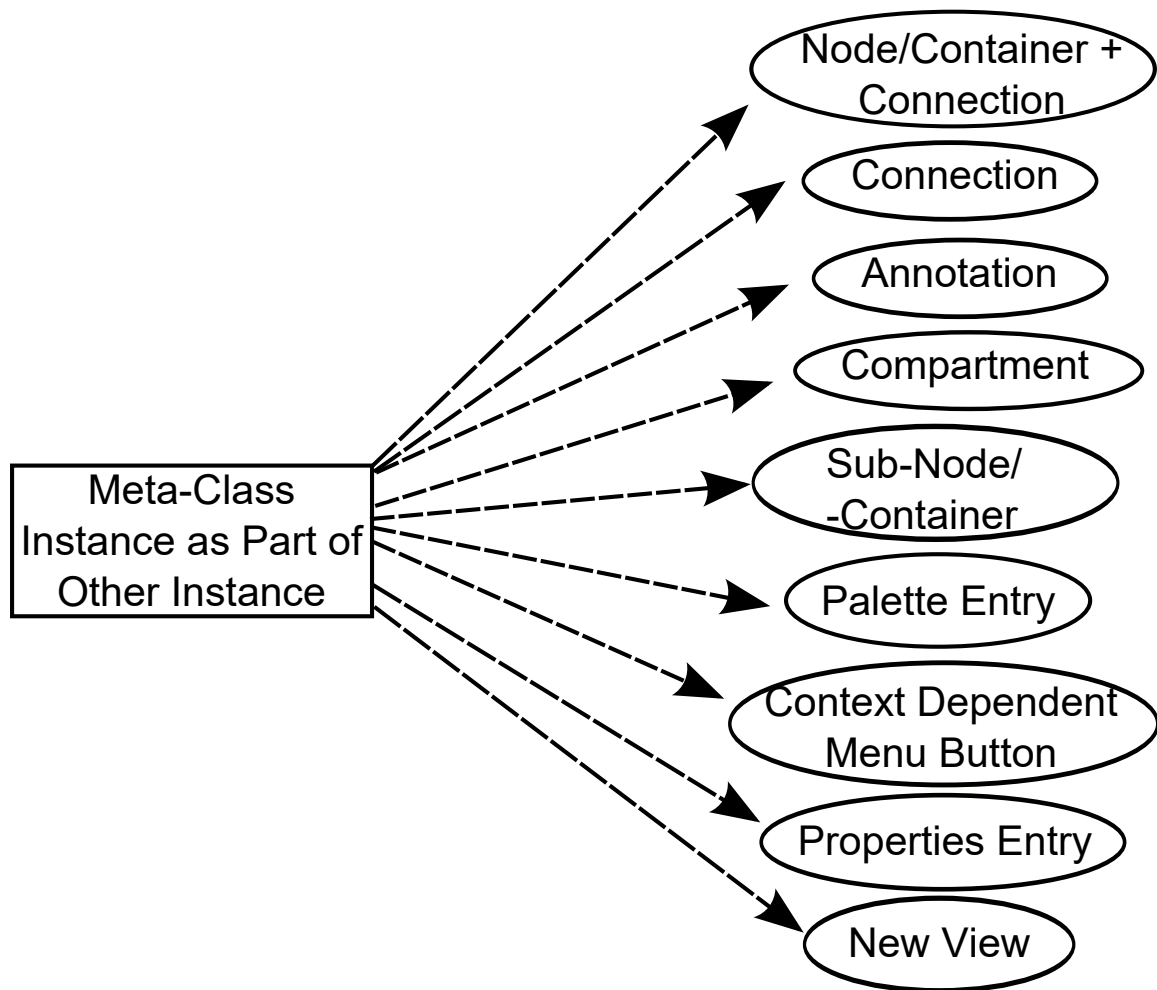 Node/Container +
Connection
Connection
Annotation
Compartment
Sub-Node/
-Container
Meta-Class
Instance as Part of
Other Instance
Palette Entry
Context Dependent
Menu Button
Properties Entry
New View